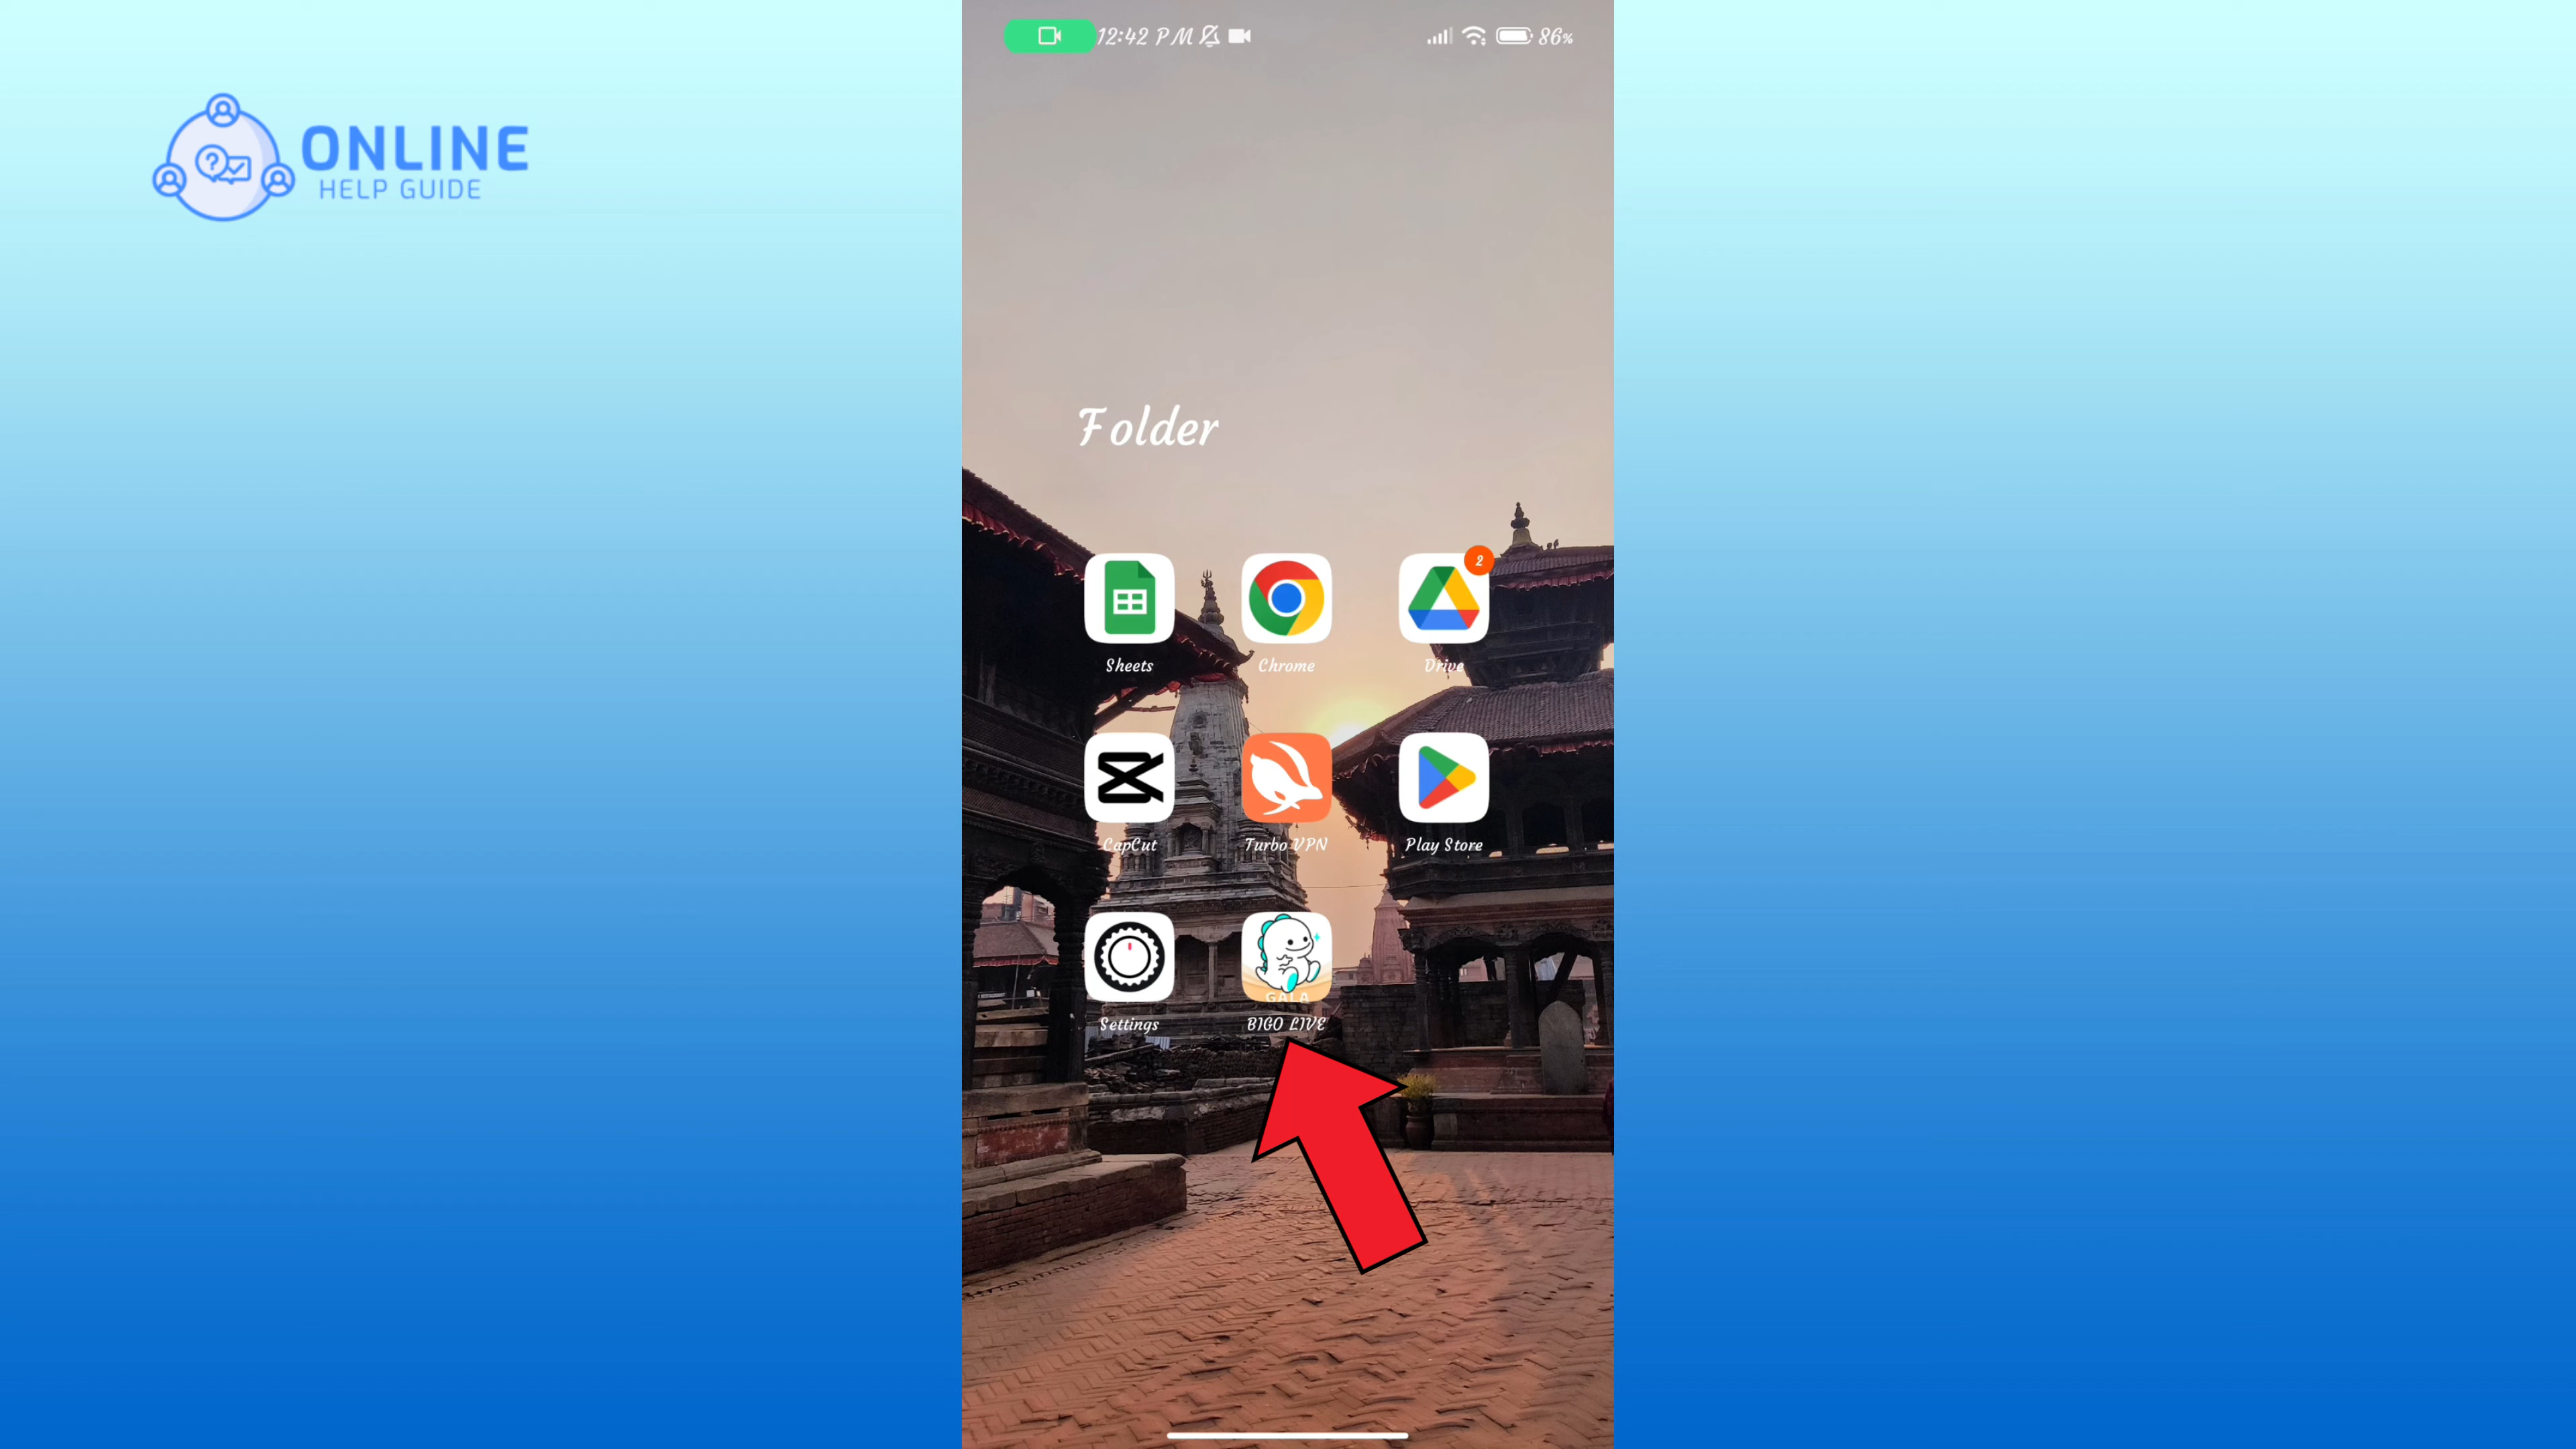 12:42 PM 86%
ONLINE
HELP GUIDE
Folder
2
Sheets Chrome Drive
CapCut Turbo VPN Play Store
GALA
Settings BIGO LIVE